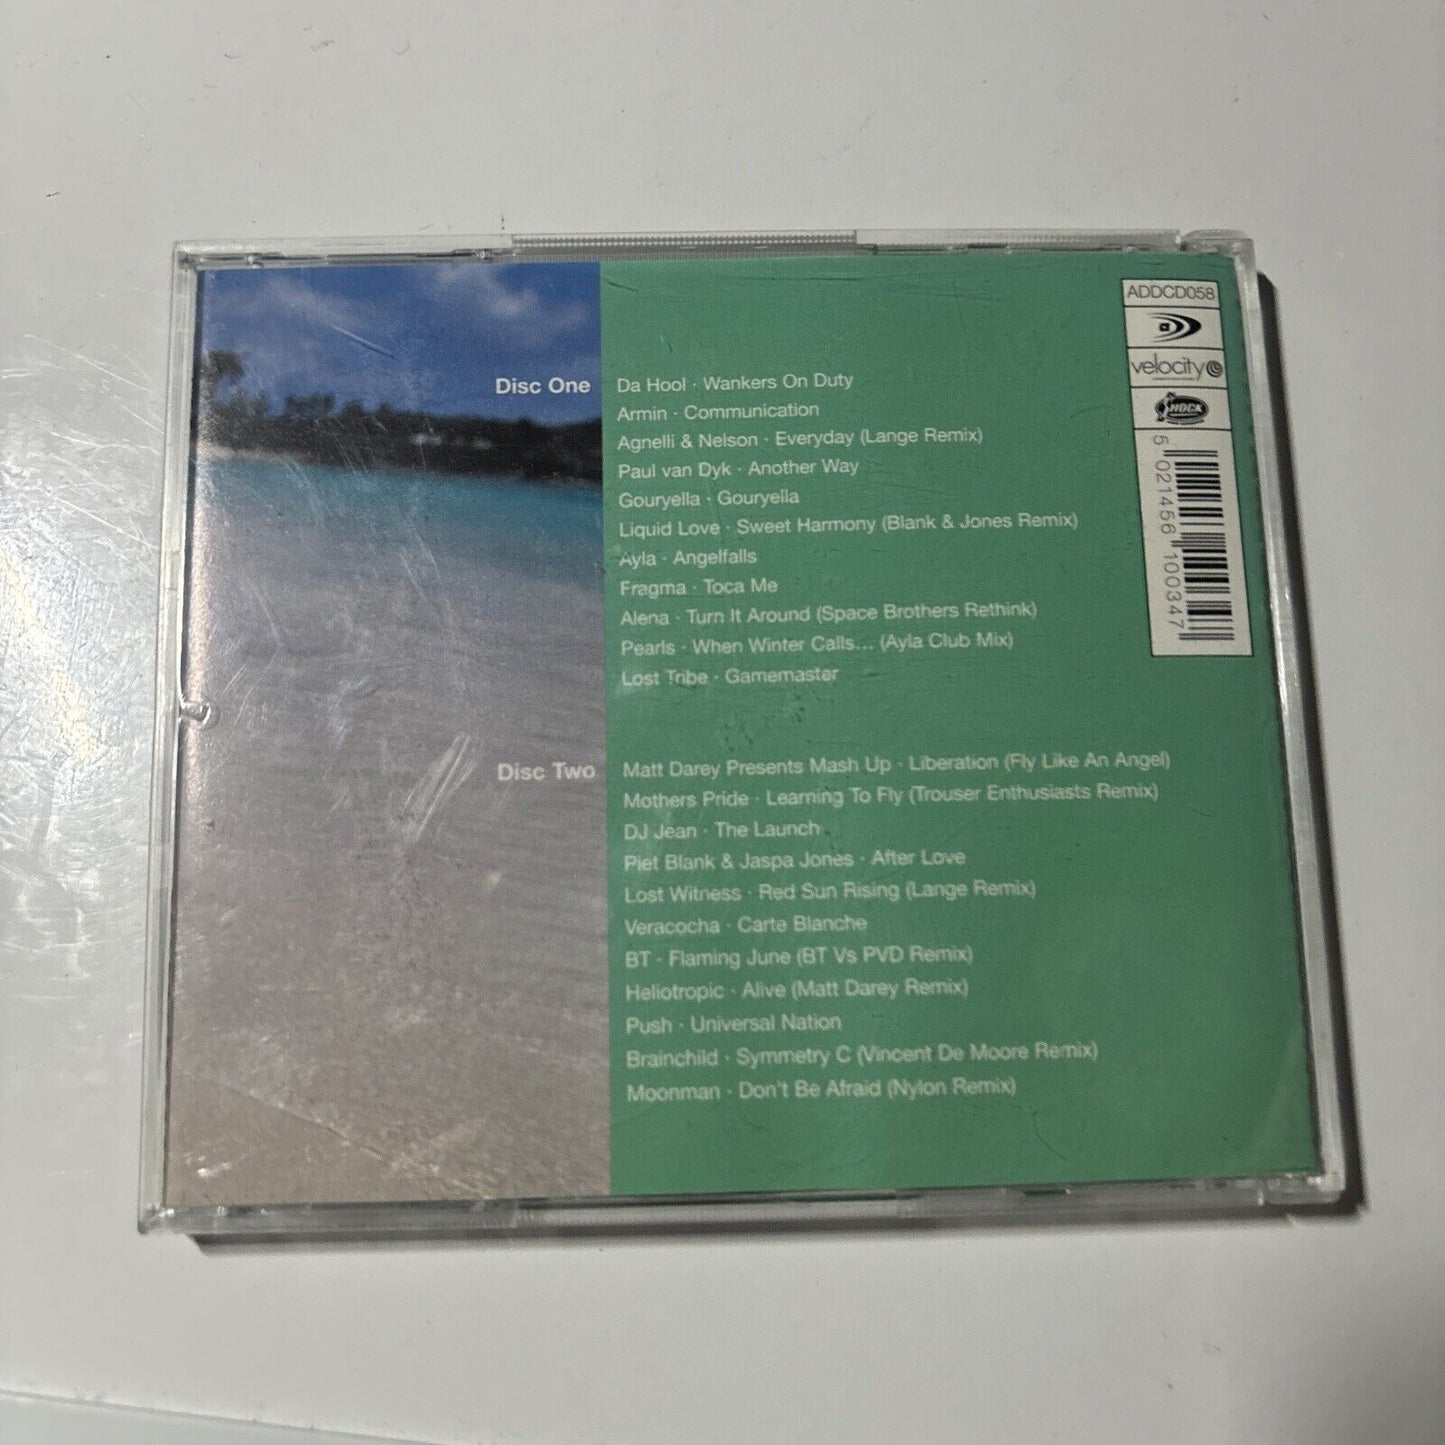 ADDCD058
velocity
SHOCK
5 021456 100347
Disc One
Da Hool · Wankers On Duty
Armin · Communication
Agnelli & Nelson · Everyday (Lange Remix)
Paul van Dyk · Another Way
Gouryella · Gouryella
Liquid Love · Sweet Harmony (Blank & Jones Remix)
Ayla · Angelfalls
Fragma · Toca Me
Alena · Turn It Around (Space Brothers Rethink)
Pearls · When Winter Calls... (Ayla Club Mix)
Lost Tribe · Gamemaster
Disc Two
Matt Darey Presents Mash Up · Liberation (Fly Like An Angel)
Mothers Pride · Learning To Fly (Trouser Enthusiasts Remix)
DJ Jean · The Launch
Piet Blank & Jaspa Jones · After Love
Lost Witness · Red Sun Rising (Lange Remix)
Veracocha · Carte Blanche
BT · Flaming June (BT Vs PVD Remix)
Heliotropic · Alive (Matt Darey Remix)
Push · Universal Nation
Brainchild · Symmetry C (Vincent De Moore Remix)
Moonman · Don't Be Afraid (Nylon Remix)